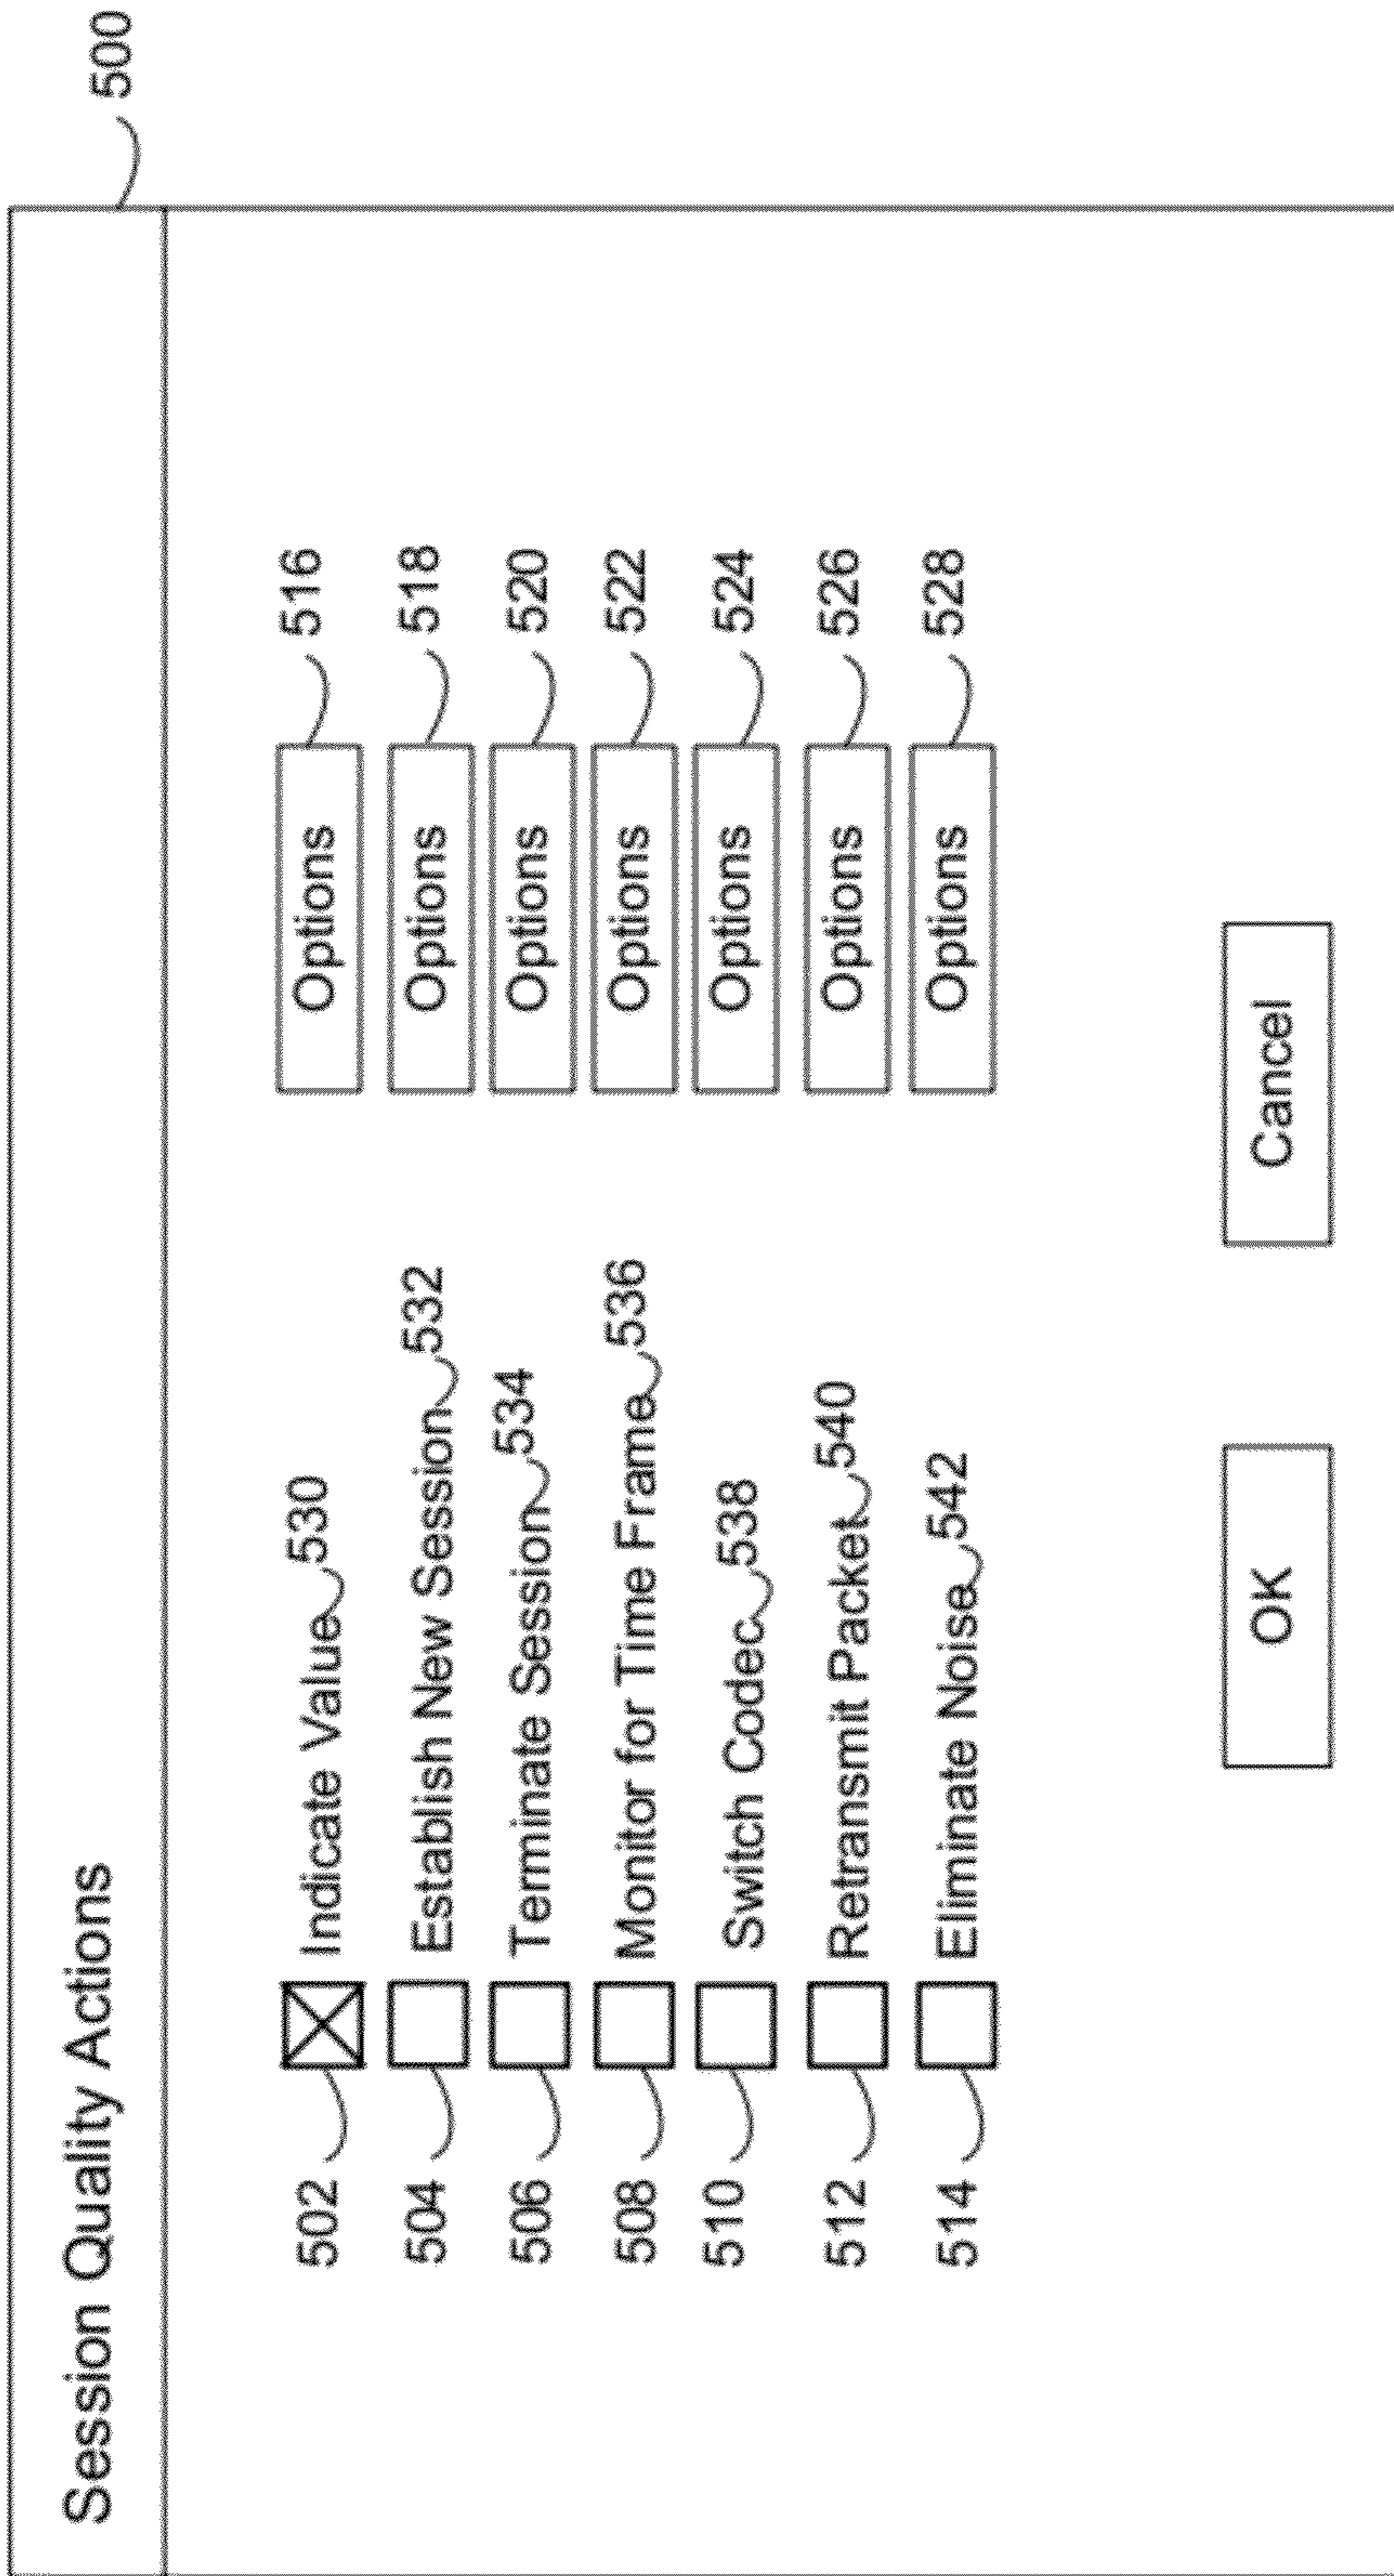 500
Session Quality Actions
502 Indicate Value 530 Options 516
504 Establish New Session 532 Options 518
506 Terminate Session 534 Options 520
508 Monitor for Time Frame 536 Options 522
510 Switch Codec 538 Options 524
512 Retransmit Packet 540 Options 526
514 Eliminate Noise 542 Options 528
OK Cancel